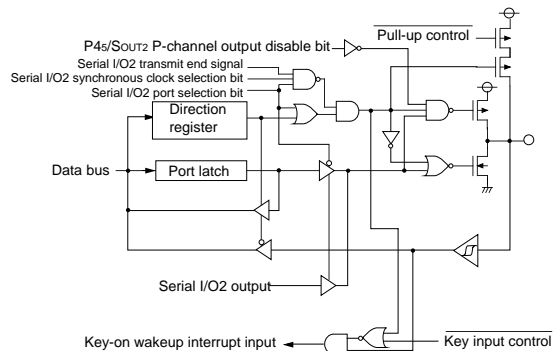 P45/SOUT2 P-channel output disable bit
Pull-up control
Serial I/O2 transmit end signal
Serial I/O2 synchronous clock selection bit
Serial I/O2 port selection bit
Direction
register
Data bus
Port latch
Serial I/O2 output
Key-on wakeup interrupt input
Key input control